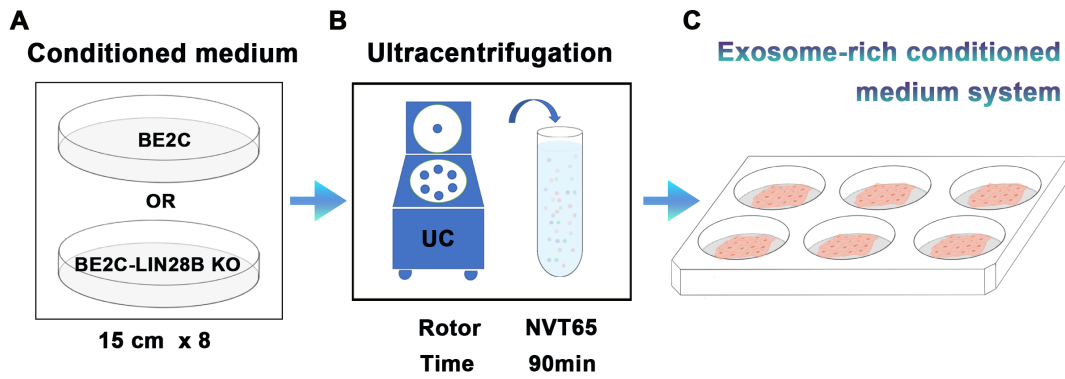 A
Conditioned medium
BE2C
OR
BE2C-LIN28B KO
15 cm x 8
B
Ultracentrifugation
UC
Rotor NVT65
Time 90min
C
Exosome-rich conditioned
medium system